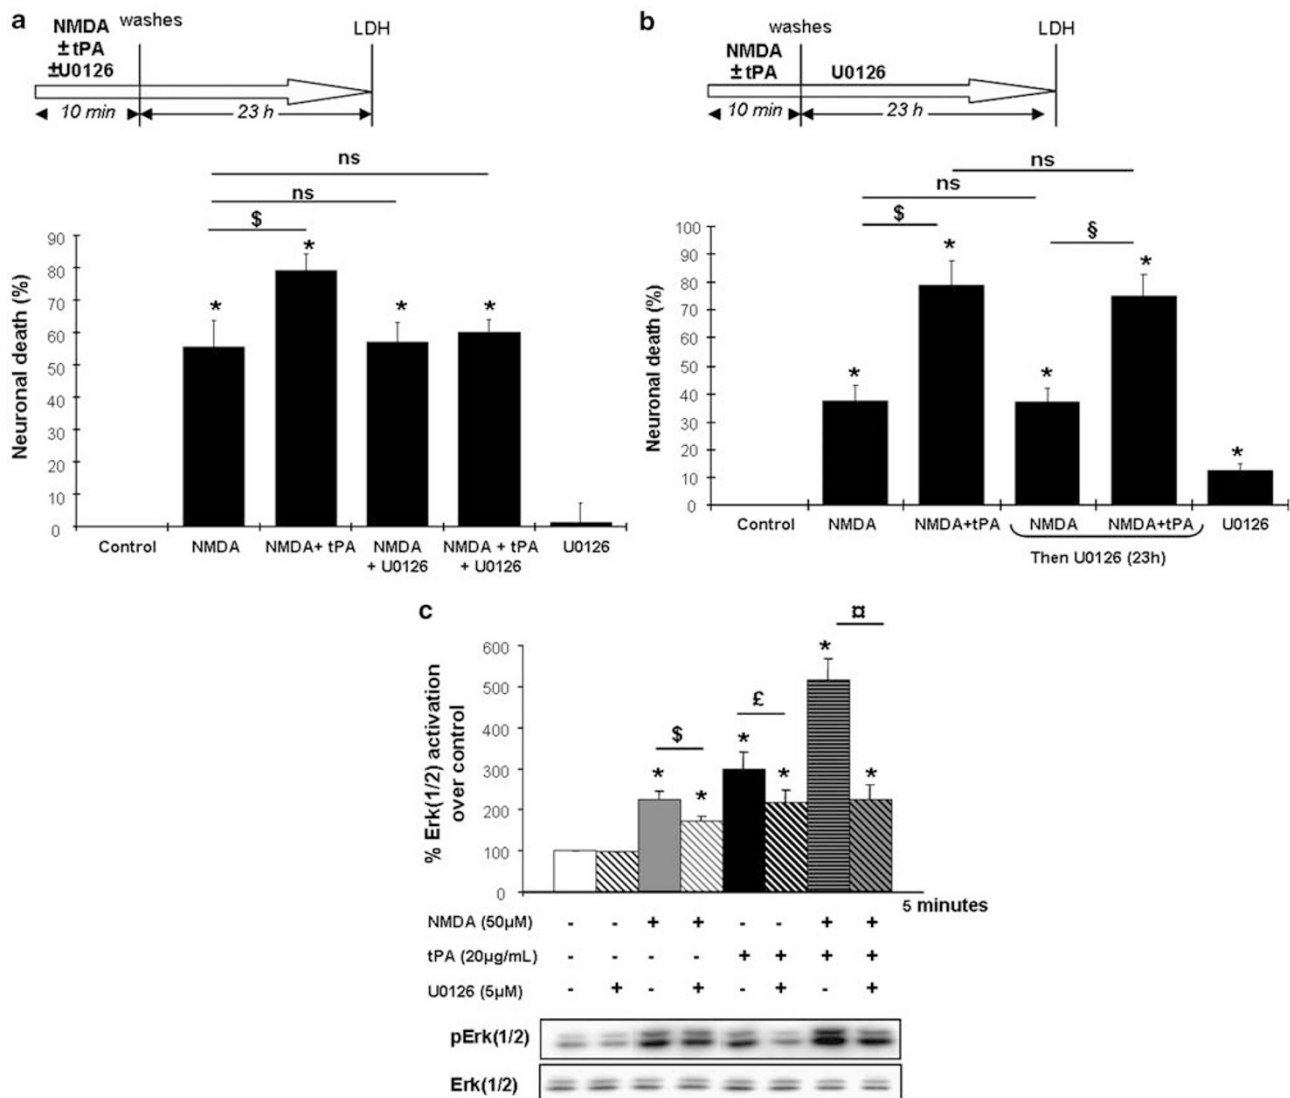 a
NMDA washes
± tPA
±U0126
LDH
10 min 23 h
ns
ns
$
* * * *
Neuronal death (%)
90
80
70
60
50
40
30
20
10
0
Control NMDA NMDA+ tPA NMDA NMDA + tPA U0126
+ U0126 + U0126
b
washes LDH
NMDA
± tPA
U0126
10 min 23 h
ns
ns
$ §
* * * * *
Neuronal death (%)
100
90
80
70
60
50
40
30
20
10
0
Control NMDA NMDA+tPA NMDA NMDA+tPA U0126
Then U0126 (23h)
c
¤
£
$
* * * * * *
% Erk(1/2) activation
over control
600
500
400
300
200
100
0
5 minutes
NMDA (50µM) - - + + - - + +
tPA (20µg/mL) - - - - + + + +
U0126 (5µM) - + - + - + - +
pErk(1/2)
Erk(1/2)